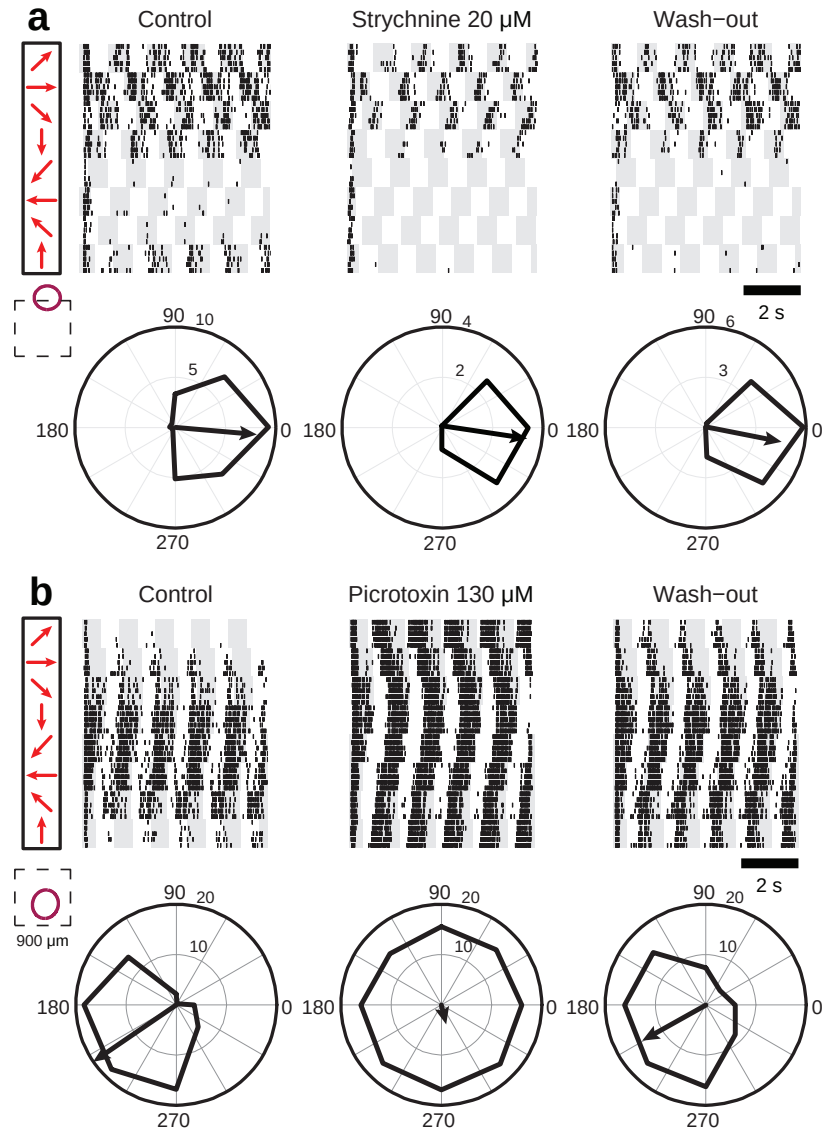 a
Control Strychnine 20 μM Wash−out
2 s
90 10 90 4 90 6
5 2 3
180 0 180 0 180 0
270 270 270
b
Control Picrotoxin 130 μM Wash−out
2 s
900 μm
90 20 90 20 90 20
10 10 10
180 0 180 0 180 0
270 270 270